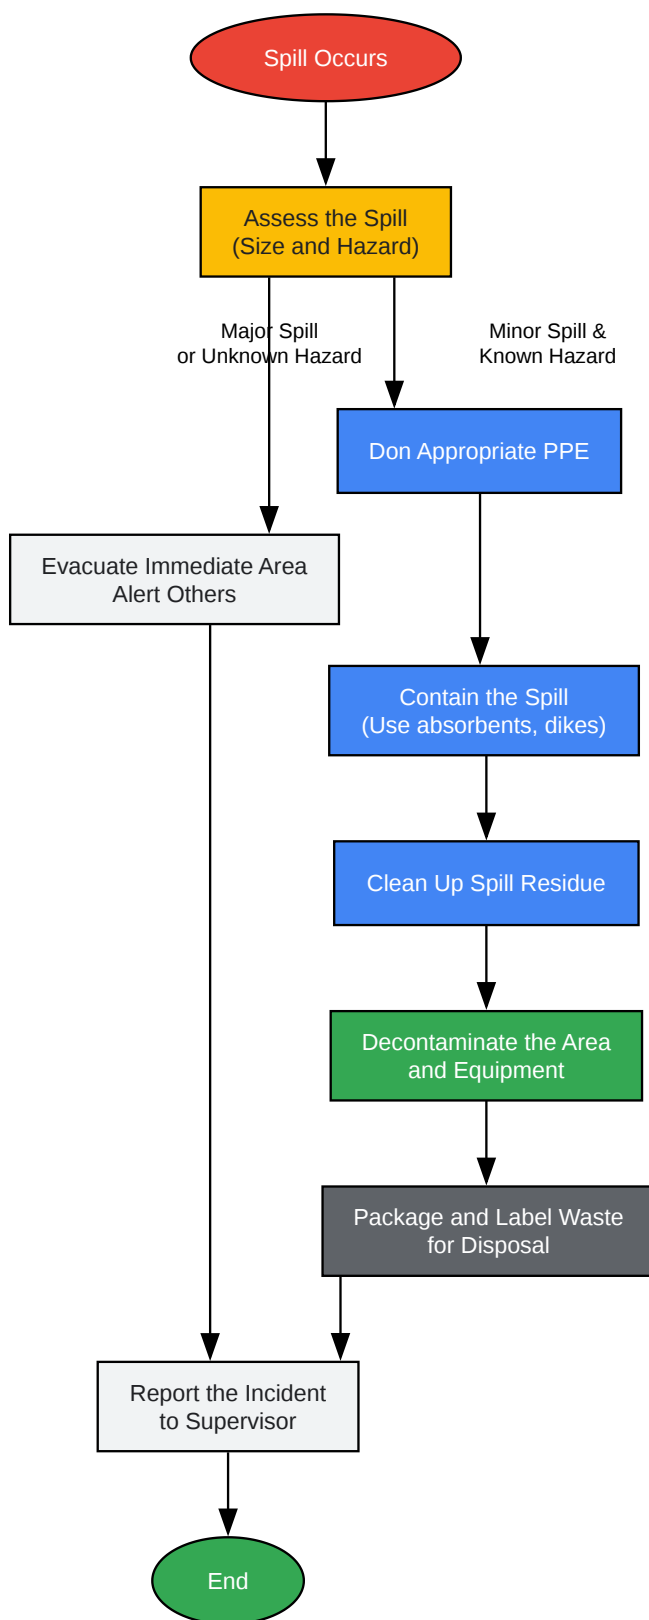 Spill Occurs
Assess the Spill
(Size and Hazard)
Major Spill
or Unknown Hazard
Minor Spill &
Known Hazard
Don Appropriate PPE
Evacuate Immediate Area
Alert Others
Contain the Spill
(Use absorbents, dikes)
Clean Up Spill Residue
Decontaminate the Area
and Equipment
Package and Label Waste
for Disposal
Report the Incident
to Supervisor
End